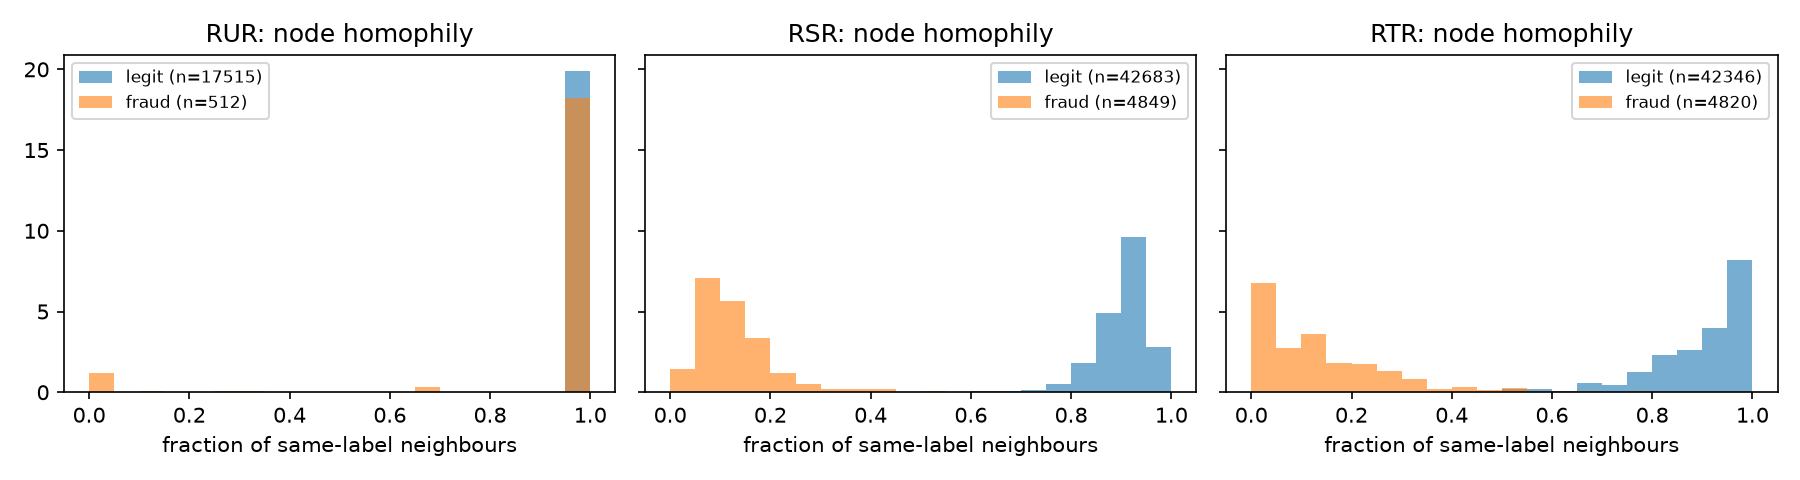 RUR: node homophily
20
15
10
5
0
legit (n=17515)
fraud (n=512)
0.0 0.2 0.4 0.6 0.8 1.0
fraction of same-label neighbours
RSR: node homophily
legit (n=42683)
fraud (n=4849)
0.0 0.2 0.4 0.6 0.8 1.0
fraction of same-label neighbours
RTR: node homophily
legit (n=42346)
fraud (n=4820)
0.0 0.2 0.4 0.6 0.8 1.0
fraction of same-label neighbours